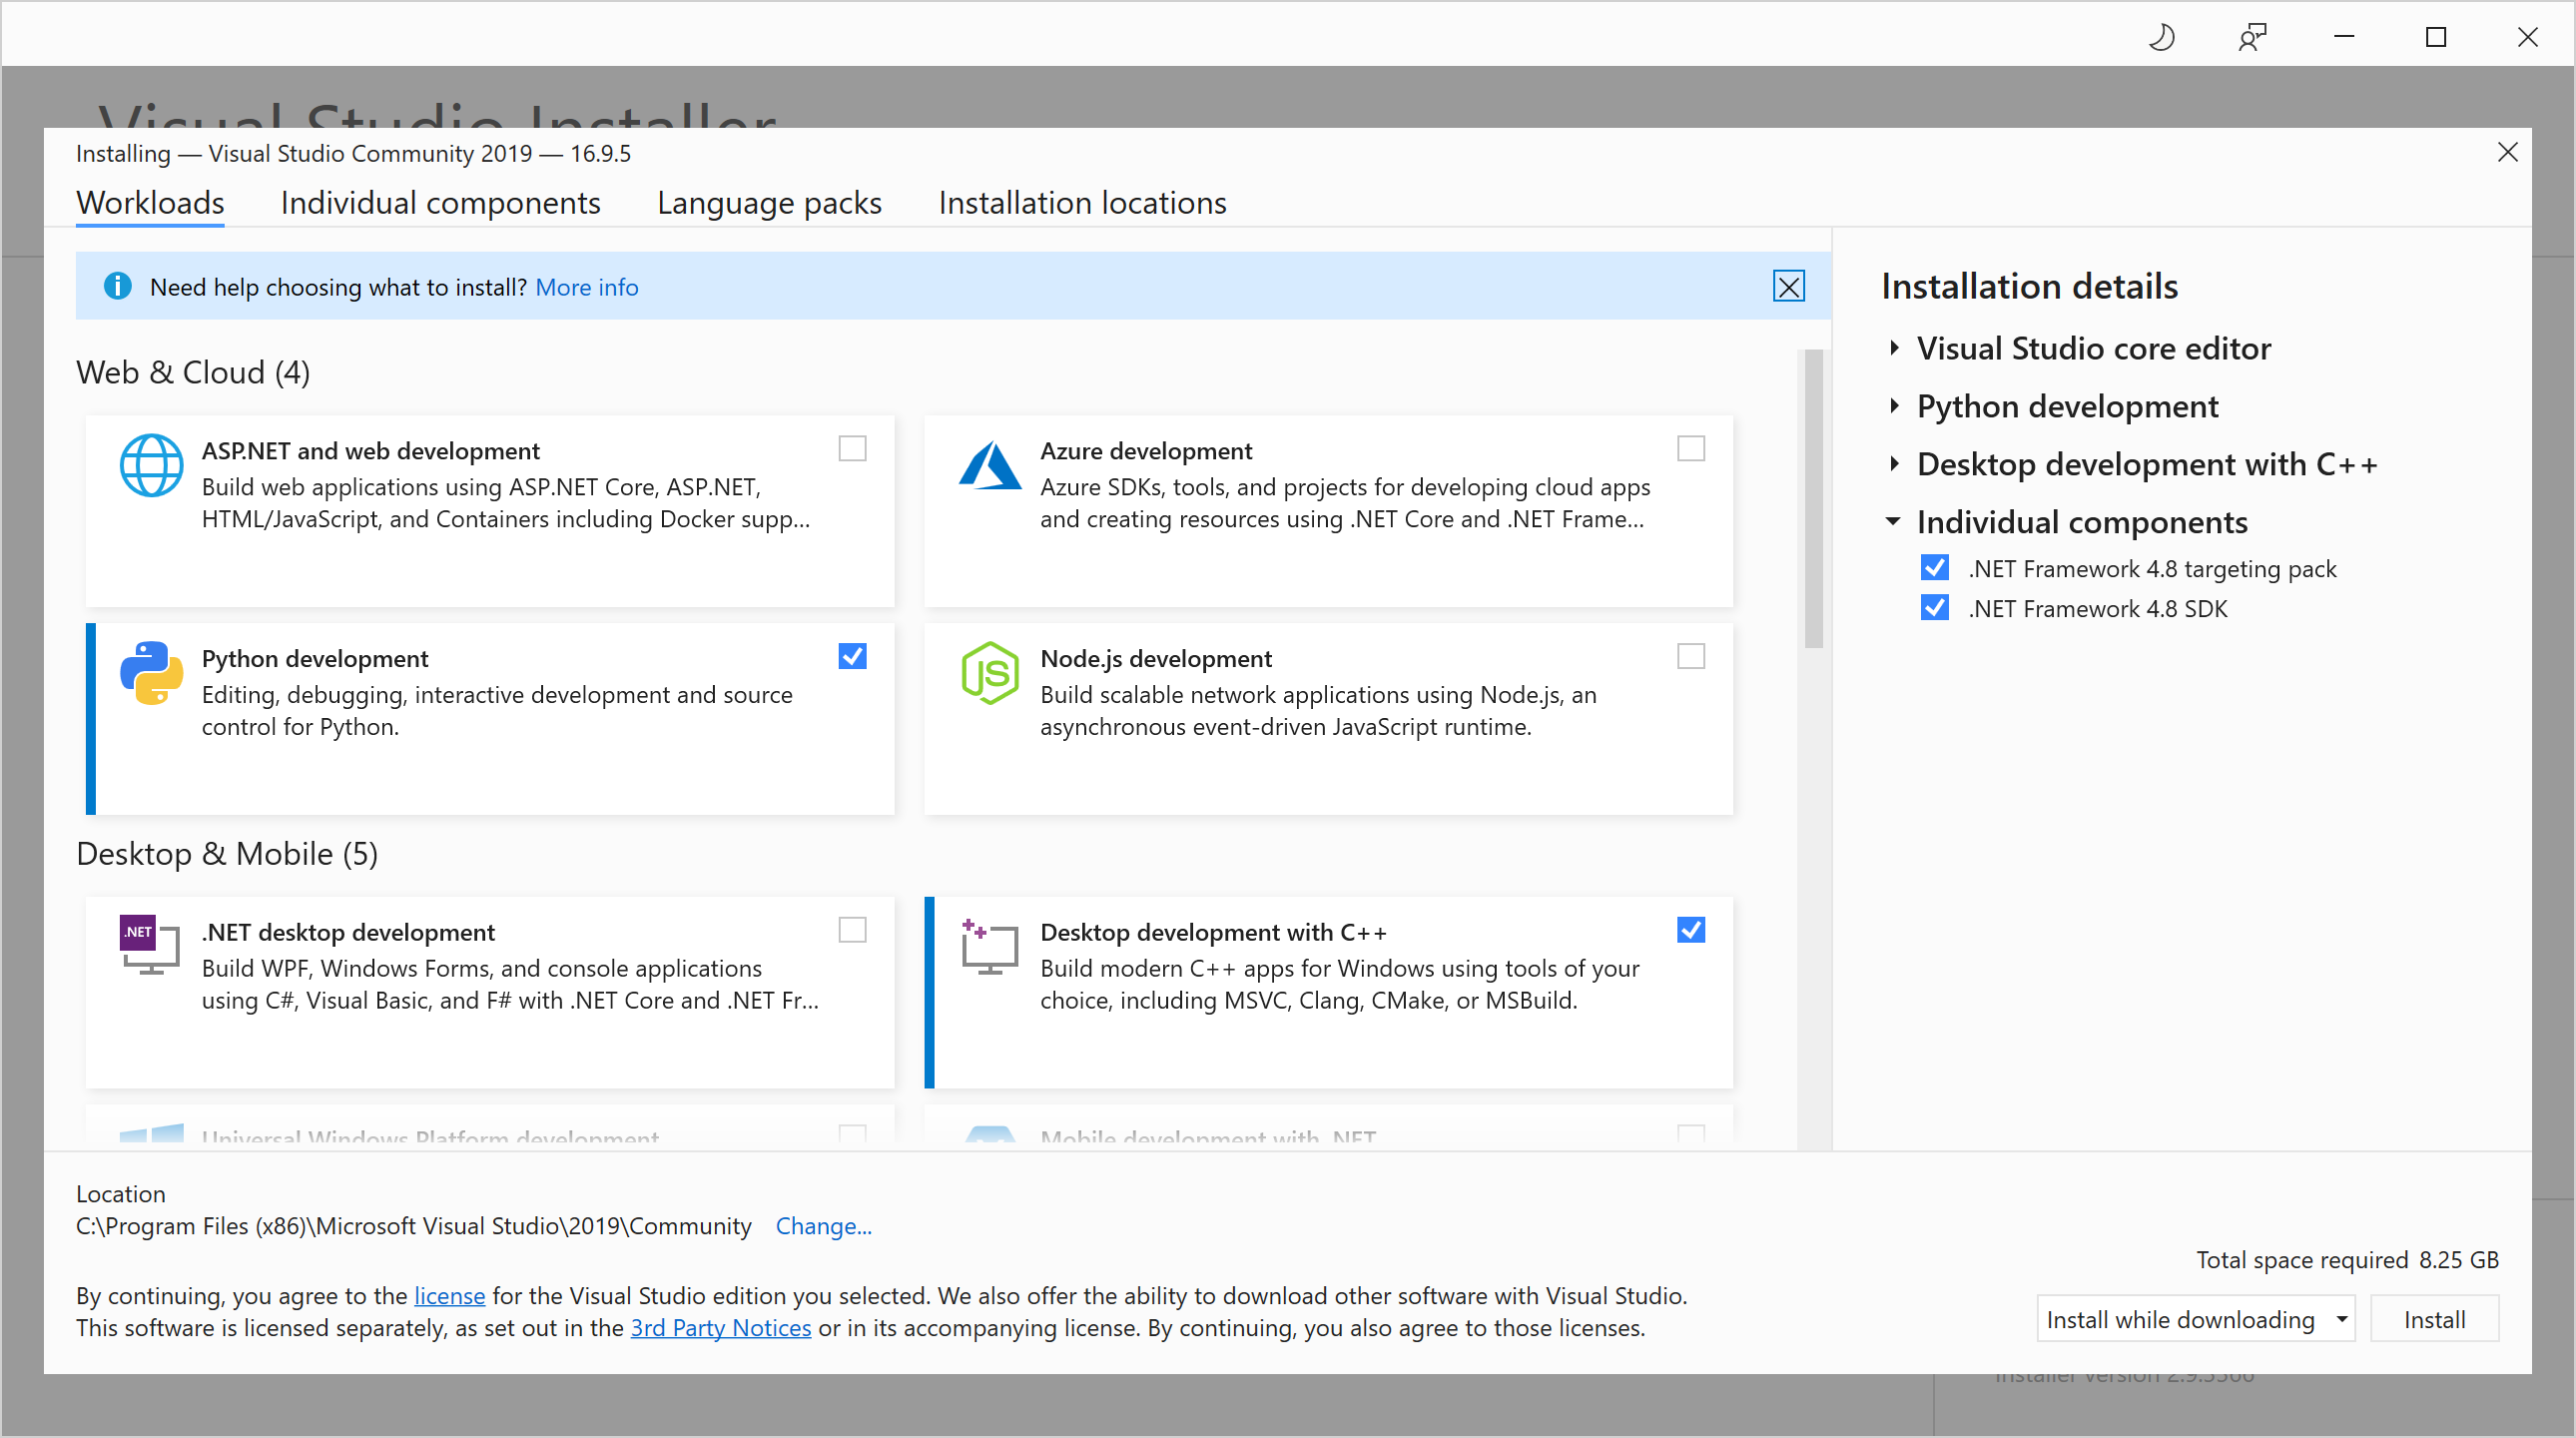 Visual Studio Installer
Installing — Visual Studio Community 2019 — 16.9.5
Workloads
Individual components
Language packs
Installation locations
Need help choosing what to install? More info
Web & Cloud (4)
ASP.NET and web development
Build web applications using ASP.NET Core, ASP.NET,
HTML/JavaScript, and Containers including Docker supp...
Azure development
Azure SDKs, tools, and projects for developing cloud apps
and creating resources using .NET Core and .NET Frame...
Python development
Editing, debugging, interactive development and source
control for Python.
JS
Node.js development
Build scalable network applications using Node.js, an
asynchronous event-driven JavaScript runtime.
Desktop & Mobile (5)
.NET
.NET desktop development
Build WPF, Windows Forms, and console applications
using C#, Visual Basic, and F# with .NET Core and .NET Fr...
Desktop development with C++
Build modern C++ apps for Windows using tools of your
choice, including MSVC, Clang, CMake, or MSBuild.
Universal Windows Platform development
Mobile development with .NET
Installation details
Visual Studio core editor
Python development
Desktop development with C++
Individual components
.NET Framework 4.8 targeting pack
.NET Framework 4.8 SDK
Location
C:\Program Files (x86)\Microsoft Visual Studio\2019\Community Change...
By continuing, you agree to the license for the Visual Studio edition you selected. We also offer the ability to download other software with Visual Studio.
This software is licensed separately, as set out in the 3rd Party Notices or in its accompanying license. By continuing, you also agree to those licenses.
Total space required 8.25 GB
Install while downloading
Install
Installer version